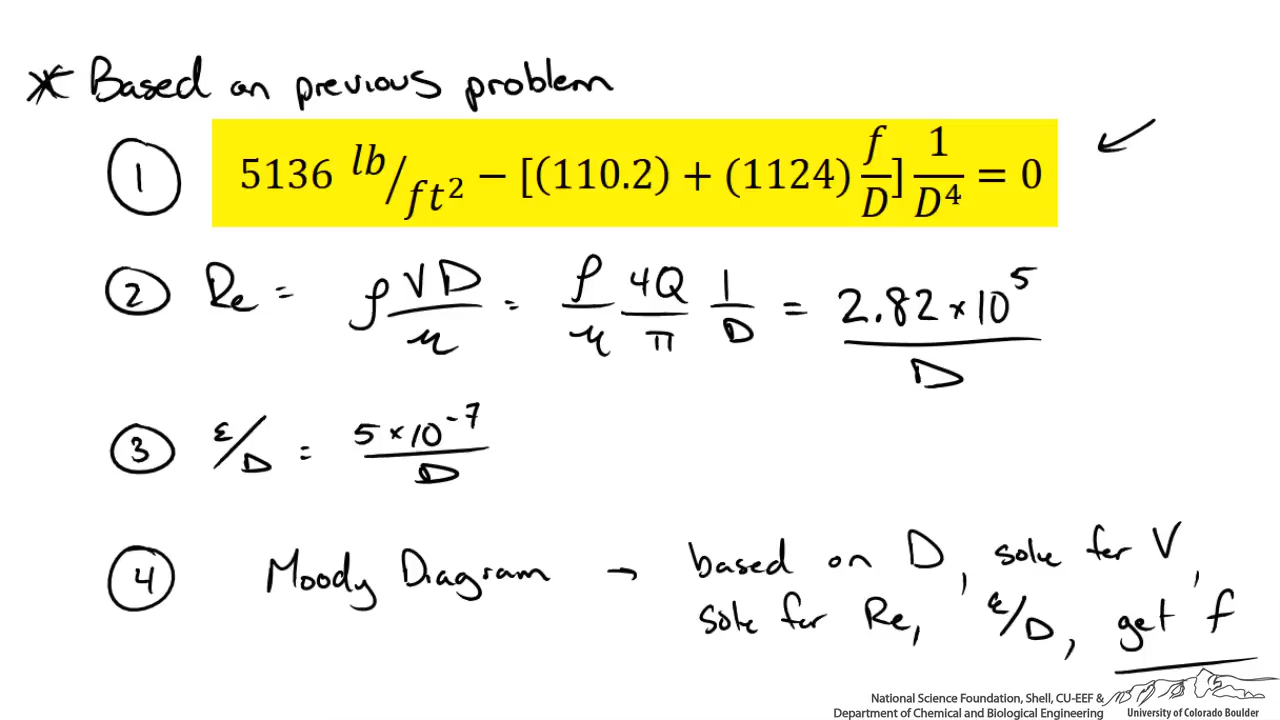 * Based on previous problem
① 5136 lb/ft² − [(110.2) + (1124) f/D] 1/D⁴ = 0
② Re = ρVD/μ = ρ/μ 4Q/π 1/D = 2.82 × 10⁵/D
③ ε/D = 5 × 10⁻⁷/D
④ Moody Diagram → based on D, solve for V,
solve for Re, ε/D, get f
National Science Foundation, Shell, CU-EEF &
Department of Chemical and Biological Engineering
University of Colorado Boulder